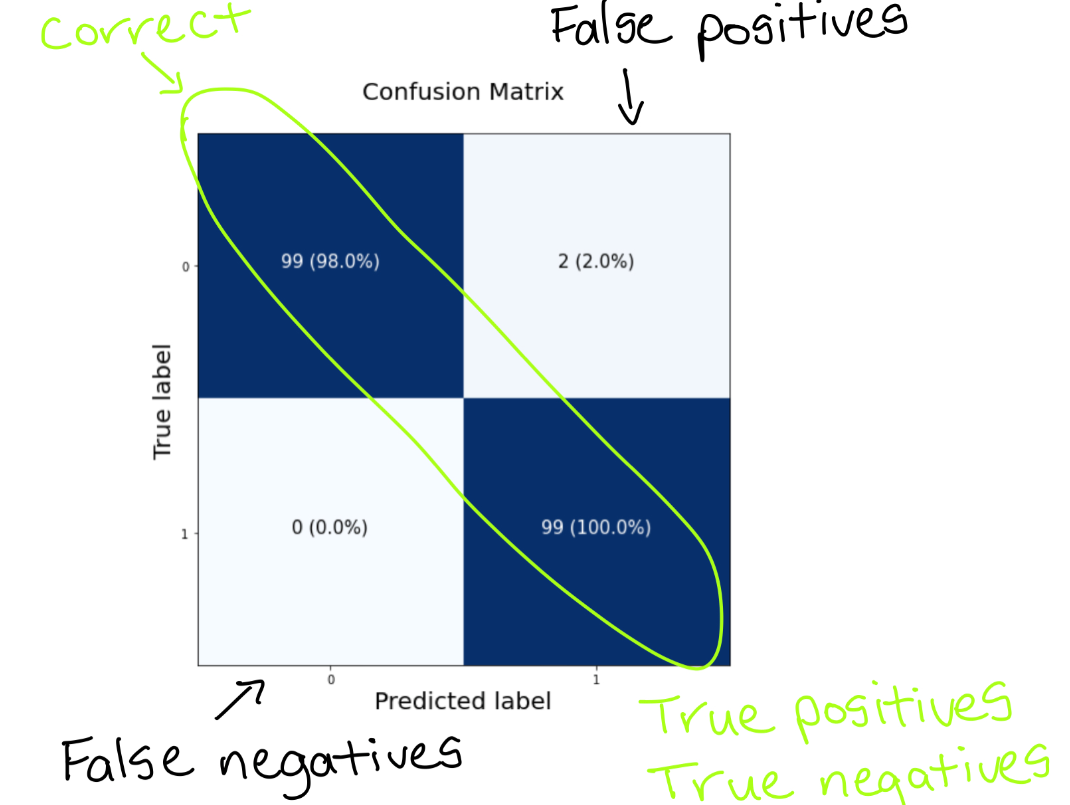 Correct
False positives
Confusion Matrix
True label
0
99 (98.0%)
2 (2.0%)
1
0 (0.0%)
99 (100.0%)
0
1
Predicted label
False negatives
True positives
True negatives